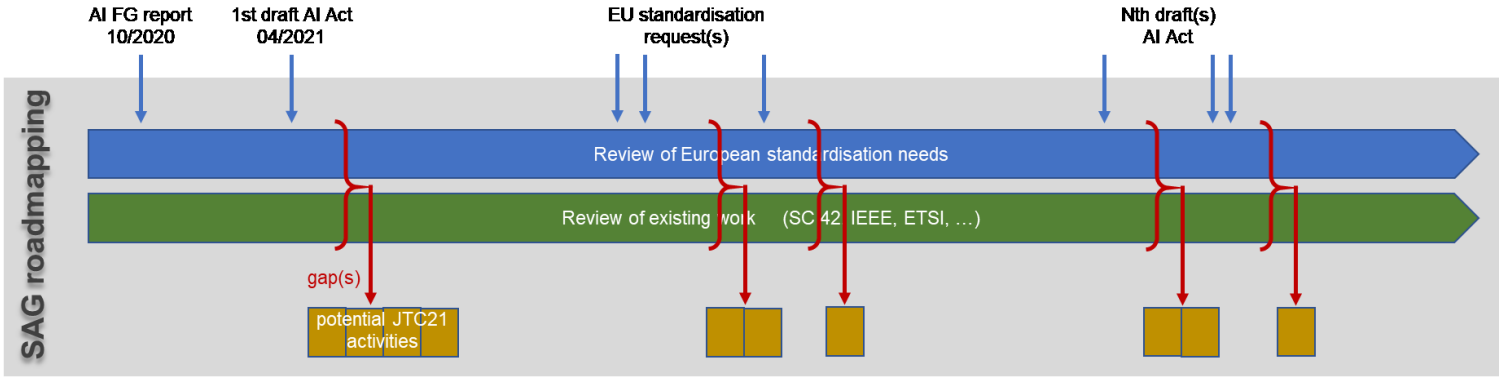 AI FG report
10/2020
1st draft AI Act
04/2021
EU standardisation
request(s)
Nth draft(s)
AI Act
SAG roadmapping
Review of European standardisation needs
Review of existing work (SC 42, IEEE, ETSI, …)
gap(s)
potential JTC21
activities